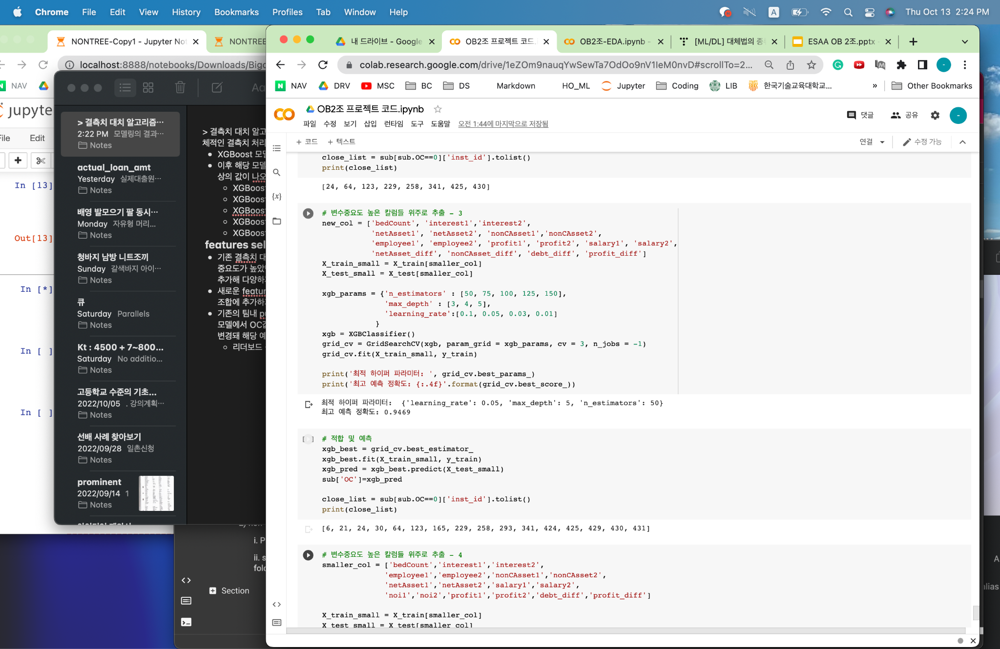 Chrome File Edit View History Bookmarks Profiles Tab Window Help
A
Thu Oct 13 2:24 PM
NONTREE-Copy1 - Jupyter Not
NONTREE
localhost:8888/notebooks/Downloads/Bigc
NAV
jupyte
File Edit
In [13]
Out[13]
In [*]
In [ ]
In [ ]
> 결측치 대치 알고리즘…
2:22 PM 모델링의 결과…
Notes
actual_loan_amt
Yesterday 실제대출원…
Notes
배영 발모으기 팔 동시…
Monday 자유형 머리...
Notes
청바지 남방 니트조끼
Sunday 갈색바지 아이…
Notes
큐
Saturday Parallels
Notes
Kt : 4500 + 7~800...
Saturday No additio...
Notes
고등학교 수준의 기초...
2022/10/05 . 강의계획…
Notes
선배 사례 찾아보기
2022/09/28 일촌신청
Notes
prominent
2022/09/14 1
Notes
> 결측치 대치 알고
체적인 결측치 처리
XGBoost 모델
이후 해당 모델
상의 값이 나오
XGBoost
XGBoost
XGBoost
XGBoost
XGBoost
features sel
기존 결측치 대
중요도가 높았
추가해 다양하
새로운 featur
조합에 추가하
기존의 팀내 p
모델에서 OC값
변경돼 해당 예
리더보드
i. P
ii. s
fold
Section
내 드라이브 - Google
OB2조 프로젝트 코드.
OB2조-EDA.ipynb -
[ML/DL] 대체법의 종
ESAA OB 2조.pptx -
colab.research.google.com/drive/1eZOm9nauqYwSewTa7OdOo9nV1IeM0nvD#scrollTo=2...
NAV DRV MSC BC DS Markdown HO_ML Jupyter Coding LIB 한국기술교육대학교... » Other Bookmarks
OB2조 프로젝트 코드.ipynb
파일 수정 보기 삽입 런타임 도구 도움말 오전 1:44에 마지막으로 저장됨
댓글 공유
+ 코드 + 텍스트
연결 수정 가능
close_list = sub[sub.OC==0]['inst_id'].tolist()
print(close_list)
[24, 64, 123, 229, 258, 341, 425, 430]
# 변수중요도 높은 칼럼들 위주로 추출 - 3
new_col = ['bedCount', 'interest1','interest2',
'netAsset1', 'netAsset2', 'nonCAsset1','nonCAsset2',
'employee1', 'employee2', 'profit1', 'profit2', 'salary1', 'salary2',
'netAsset_diff', 'nonCAsset_diff', 'debt_diff', 'profit_diff']
X_train_small = X_train[smaller_col]
X_test_small = X_test[smaller_col]
xgb_params = {'n_estimators' : [50, 75, 100, 125, 150],
'max_depth' : [3, 4, 5],
'learning_rate':[0.1, 0.05, 0.03, 0.01]
}
xgb = XGBClassifier()
grid_cv = GridSearchCV(xgb, param_grid = xgb_params, cv = 3, n_jobs = -1)
grid_cv.fit(X_train_small, y_train)
print('최적 하이퍼 파라미터: ', grid_cv.best_params_)
print('최고 예측 정확도: {:.4f}'.format(grid_cv.best_score_))
최적 하이퍼 파라미터:  {'learning_rate': 0.05, 'max_depth': 5, 'n_estimators': 50}
최고 예측 정확도: 0.9469
[ ]
# 적합 및 예측
xgb_best = grid_cv.best_estimator_
xgb_best.fit(X_train_small, y_train)
xgb_pred = xgb_best.predict(X_test_small)
sub['OC']=xgb_pred
close_list = sub[sub.OC==0]['inst_id'].tolist()
print(close_list)
[6, 21, 24, 30, 64, 123, 165, 229, 258, 293, 341, 424, 425, 429, 430, 431]
# 변수중요도 높은 칼럼들 위주로 추출 - 4
smaller_col = ['bedCount','interest1','interest2',
'employee1','employee2','nonCAsset1','nonCAsset2',
'netAsset1','netAsset2','salary1','salary2',
'noi1','noi2','profit1','profit2','debt_diff','profit_diff']
X_train_small = X_train[smaller_col]
X_test_small = X_test[smaller_col]